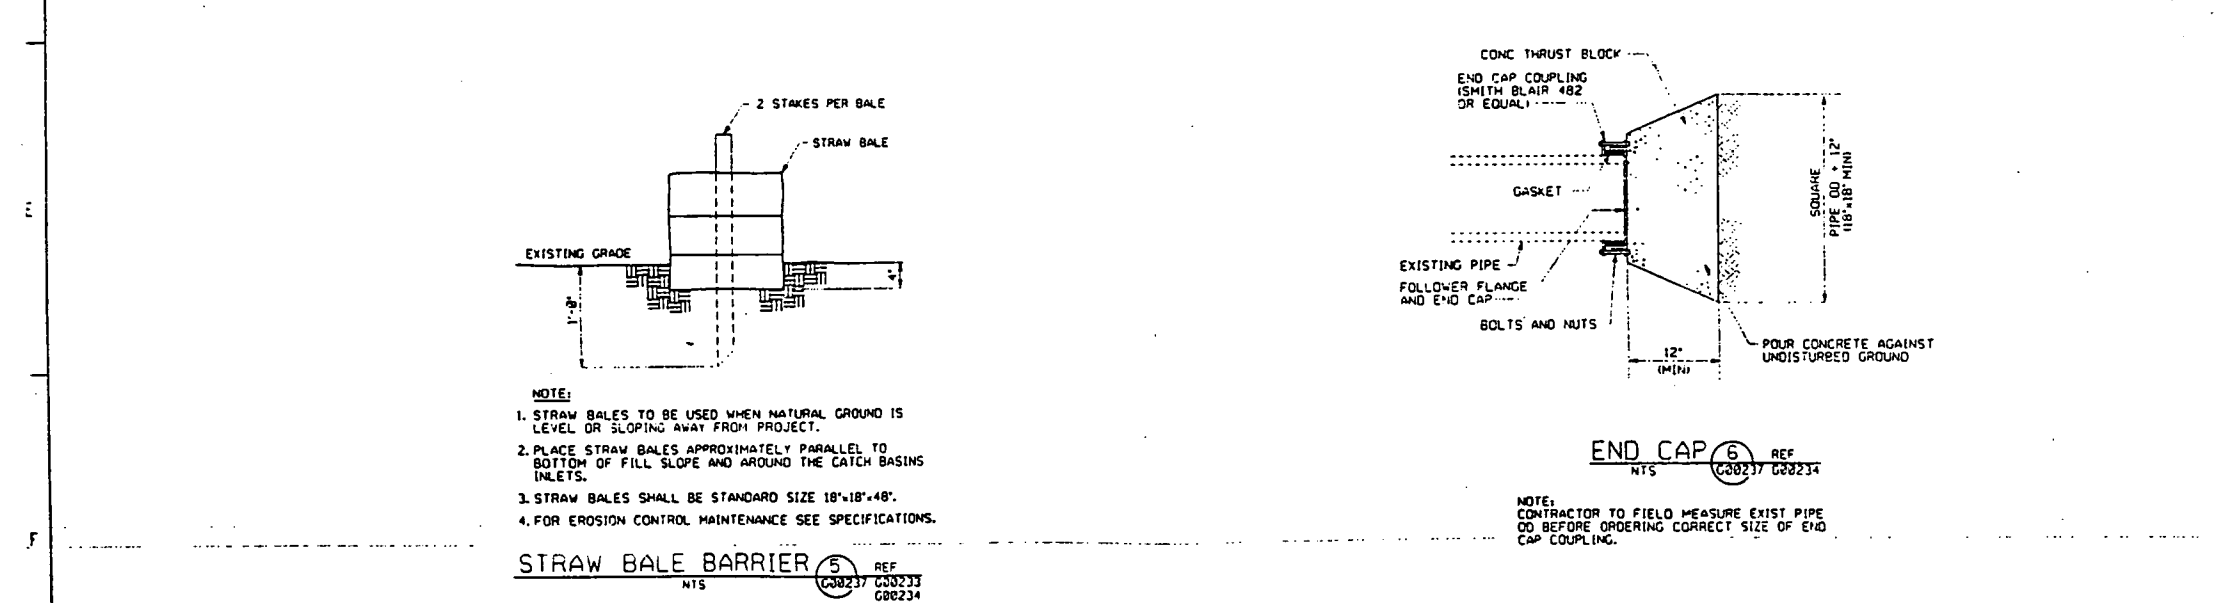 E
F
2 STAKES PER BALE
STRAW BALE
EXISTING GRADE
4"
1'-0"
NOTE:
1. STRAW BALES TO BE USED WHEN NATURAL GROUND IS
LEVEL OR SLOPING AWAY FROM PROJECT.
2. PLACE STRAW BALES APPROXIMATELY PARALLEL TO
BOTTOM OF FILL SLOPE AND AROUND THE CATCH BASINS
INLETS.
3. STRAW BALES SHALL BE STANDARD SIZE 18"x18"x48".
4. FOR EROSION CONTROL MAINTENANCE SEE SPECIFICATIONS.
STRAW BALE BARRIER 5 REF
NTS G00237 G00233
G00234
CONC THRUST BLOCK
END CAP COUPLING
(SMITH BLAIR 482
OR EQUAL)
GASKET
EXISTING PIPE
FOLLOWER FLANGE
AND END CAP
BOLTS AND NUTS
SQUARE
PIPE OD + 12"
(18"x18" MIN)
12"
(MIN)
POUR CONCRETE AGAINST
UNDISTURBED GROUND
END CAP 6 REF
NTS G00237 G00234
NOTE:
CONTRACTOR TO FIELD MEASURE EXIST PIPE
OD BEFORE ORDERING CORRECT SIZE OF END
CAP COUPLING.